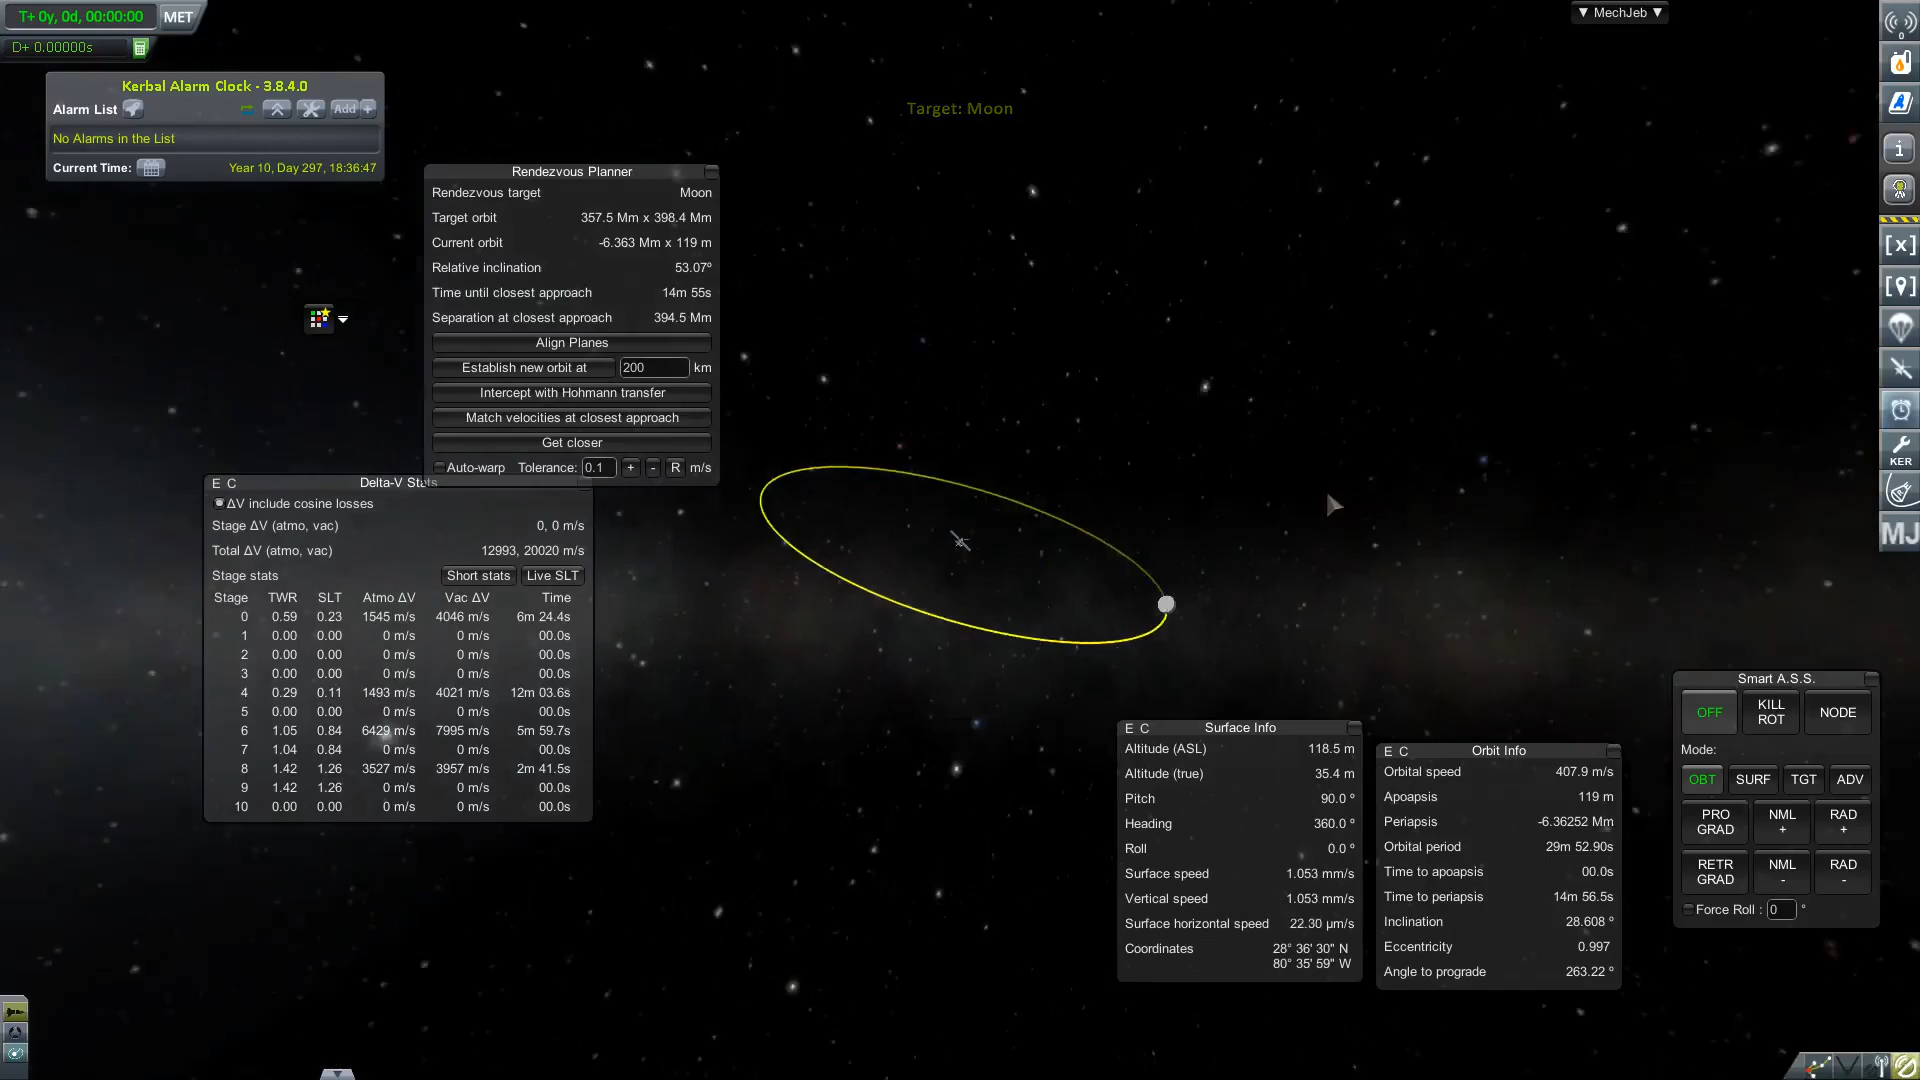 T+ 0y, 0d, 00:00:00 MET
D+ 0.00000s
▼ MechJeb ▼
0
Kerbal Alarm Clock - 3.8.4.0
Alarm List Add +
No Alarms in the List
Current Time: Year 10, Day 297, 18:36:47
Target: Moon
Rendezvous Planner
Rendezvous target Moon
Target orbit 357.5 Mm x 398.4 Mm
Current orbit -6.363 Mm x 119 m
Relative inclination 53.07º
Time until closest approach 14m 55s
Separation at closest approach 394.5 Mm
Align Planes
Establish new orbit at 200 km
Intercept with Hohmann transfer
Match velocities at closest approach
Get closer
Auto-warp Tolerance: 0.1 + - R m/s
E C Delta-V Stats
ΔV include cosine losses
Stage ΔV (atmo, vac) 0, 0 m/s
Total ΔV (atmo, vac) 12993, 20020 m/s
Stage stats Short stats Live SLT
Stage TWR SLT Atmo ΔV Vac ΔV Time
0 0.59 0.23 1545 m/s 4046 m/s 6m 24.4s
1 0.00 0.00 0 m/s 0 m/s 00.0s
2 0.00 0.00 0 m/s 0 m/s 00.0s
3 0.00 0.00 0 m/s 0 m/s 00.0s
4 0.29 0.11 1493 m/s 4021 m/s 12m 03.6s
5 0.00 0.00 0 m/s 0 m/s 00.0s
6 1.05 0.84 6429 m/s 7995 m/s 5m 59.7s
7 1.04 0.84 0 m/s 0 m/s 00.0s
8 1.42 1.26 3527 m/s 3957 m/s 2m 41.5s
9 1.42 1.26 0 m/s 0 m/s 00.0s
10 0.00 0.00 0 m/s 0 m/s 00.0s
E C Surface Info
Altitude (ASL) 118.5 m
Altitude (true) 35.4 m
Pitch 90.0 º
Heading 360.0 º
Roll 0.0 º
Surface speed 1.053 mm/s
Vertical speed 1.053 mm/s
Surface horizontal speed 22.30 µm/s
Coordinates 28° 36' 30" N
80° 35' 59" W
E C Orbit Info
Orbital speed 407.9 m/s
Apoapsis 119 m
Periapsis -6.36252 Mm
Orbital period 29m 52.90s
Time to apoapsis 00.0s
Time to periapsis 14m 56.5s
Inclination 28.608 º
Eccentricity 0.997
Angle to prograde 263.22 º
Smart A.S.S.
OFF KILL ROT NODE
Mode:
OBT SURF TGT ADV
PRO GRAD NML + RAD +
RETR GRAD NML - RAD -
Force Roll : 0 °
[x]
KER
MJ